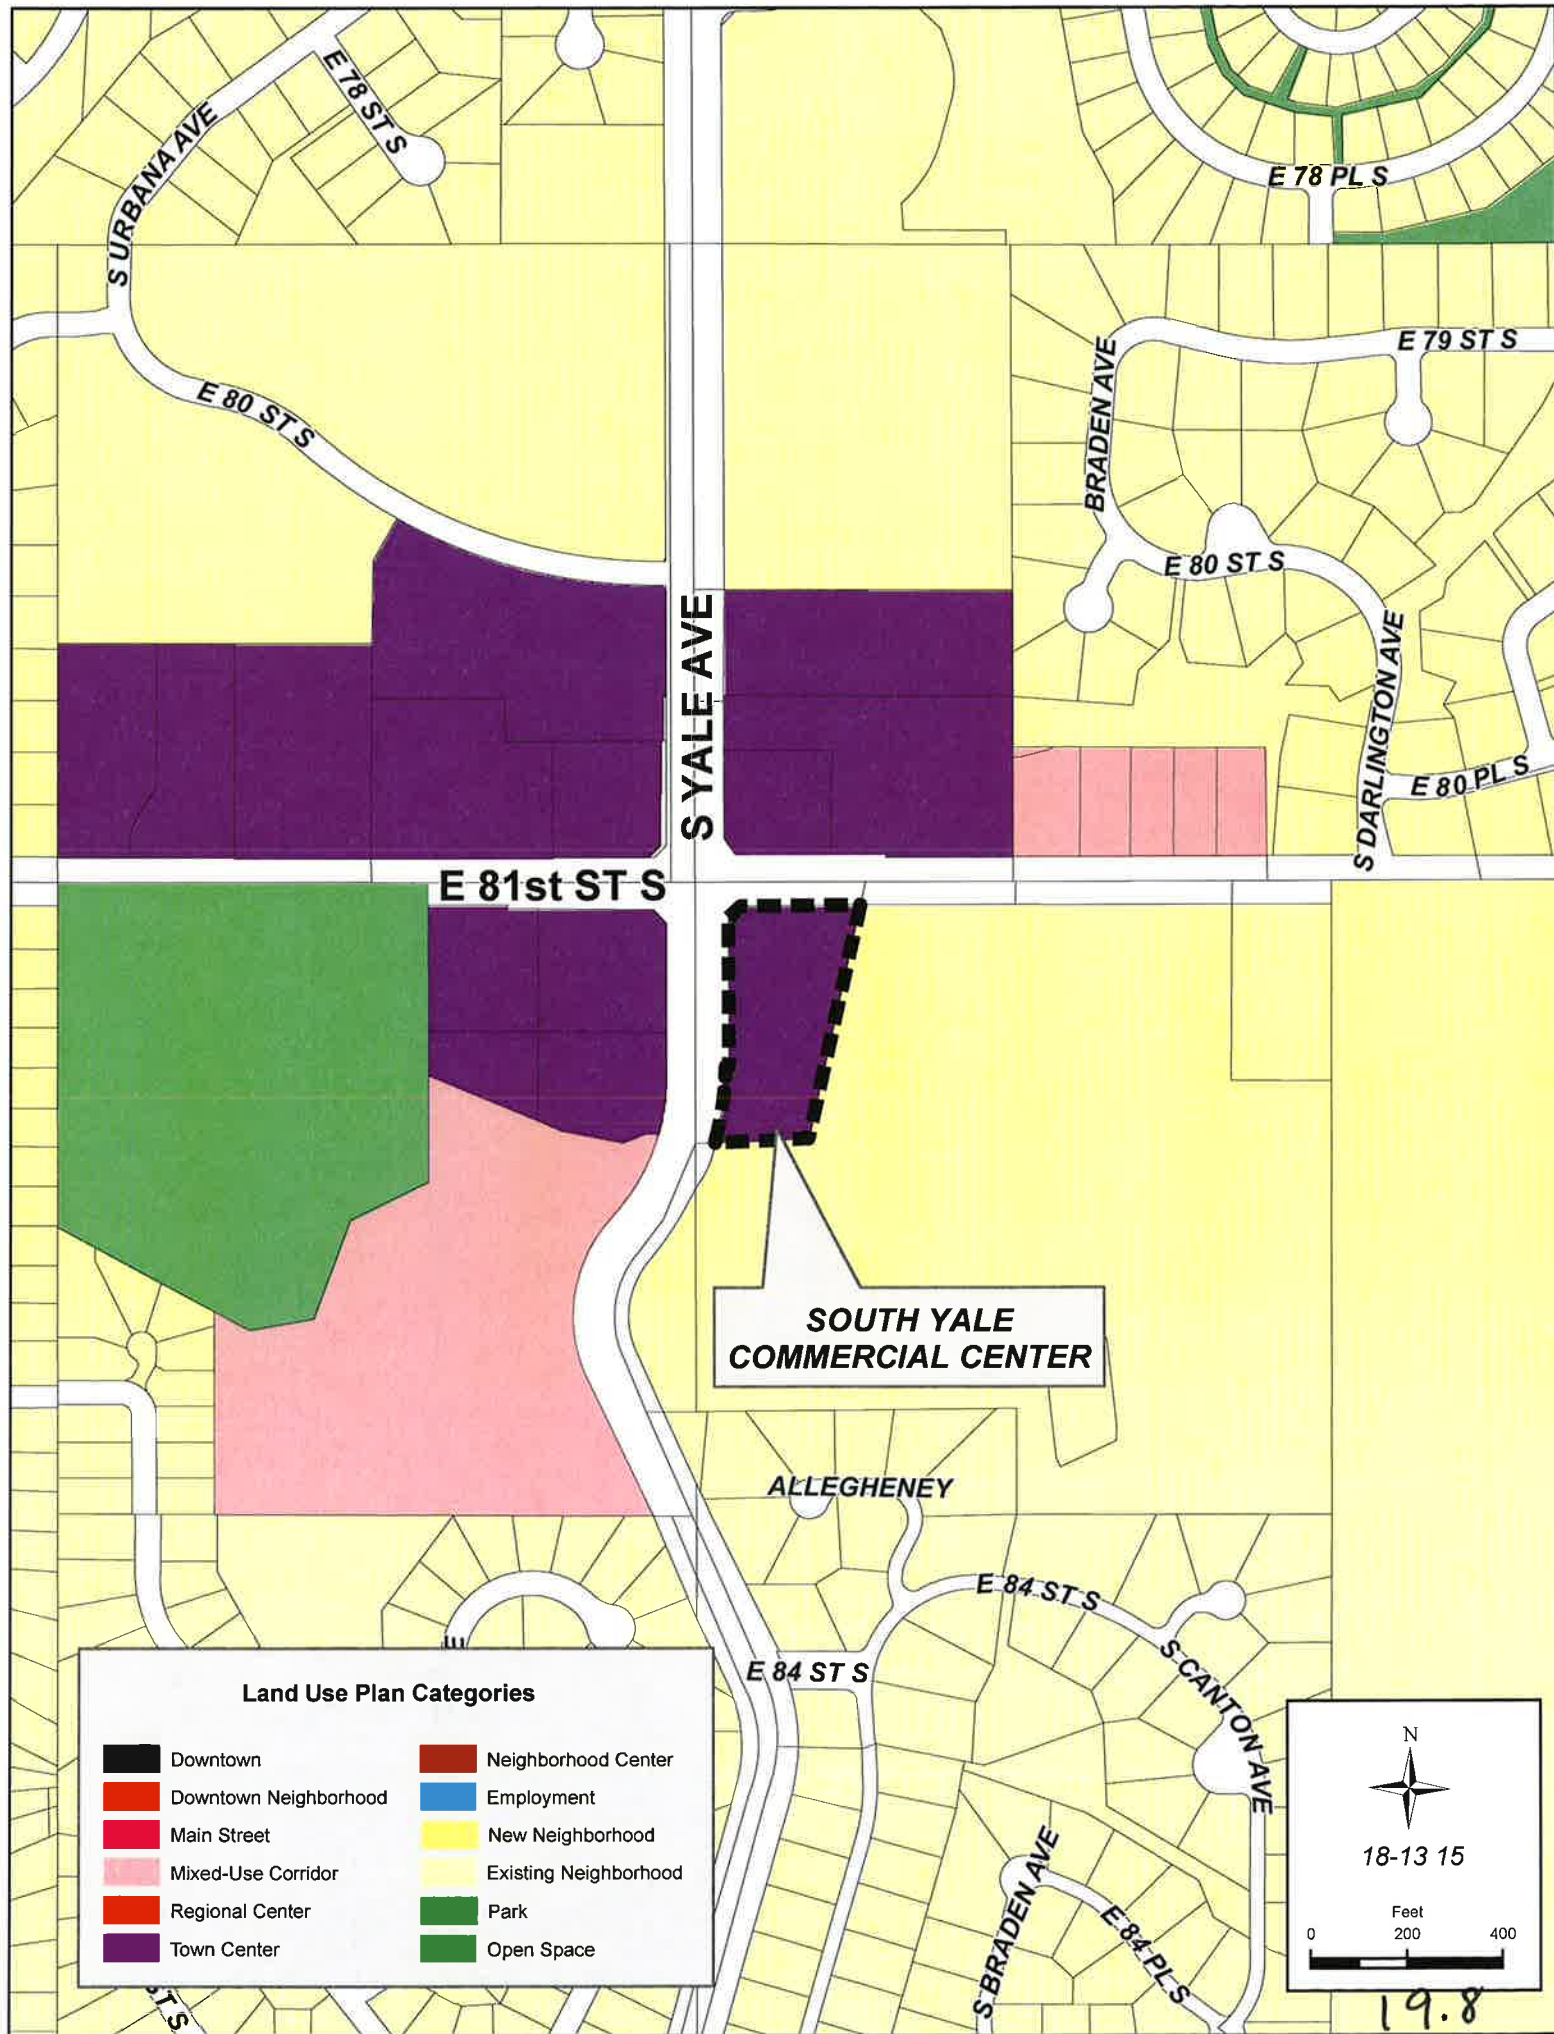 E 78 ST S
S URBANA AVE
E 78 PL S
E 79 ST S
BRADEN AVE
E 80 ST S
E 80 ST S
S YALE AVE
S DARLINGTON AVE
E 80 PL S
E 81st ST S
SOUTH YALE
COMMERCIAL CENTER
ALLEGHENEY
E 84 ST S
E 84 ST S
S CANTON AVE
S BRADEN AVE
E 84 PL S
E
ST S
Land Use Plan Categories
Downtown
Downtown Neighborhood
Main Street
Mixed-Use Corridor
Regional Center
Town Center
Neighborhood Center
Employment
New Neighborhood
Existing Neighborhood
Park
Open Space
N
18-13 15
Feet
0 200 400
19.8